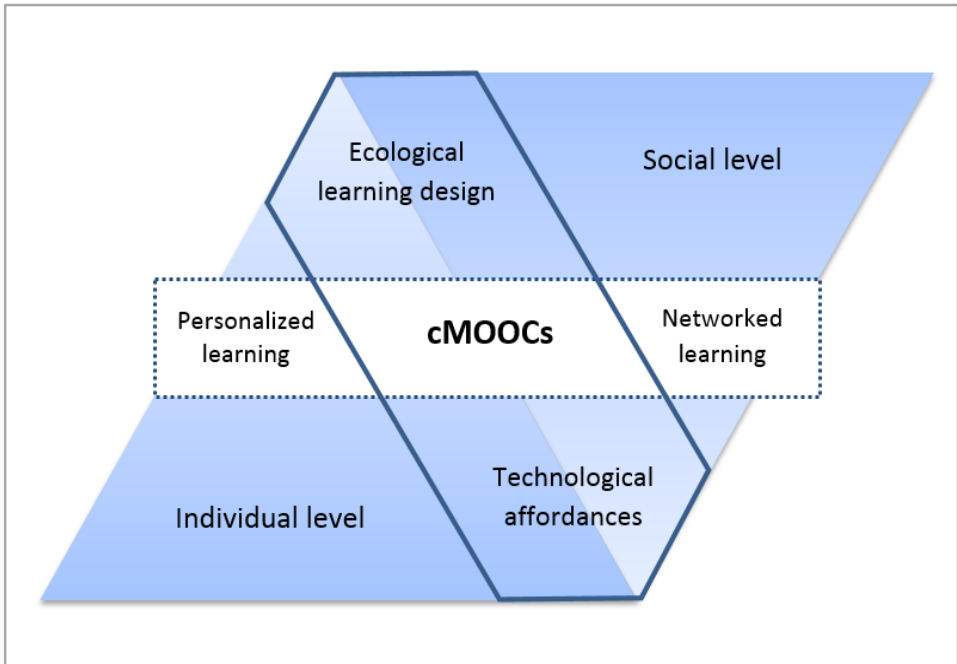 Ecological
learning design
Social level
Personalized
learning
cMOOCs
Networked
learning
Technological
affordances
Individual level